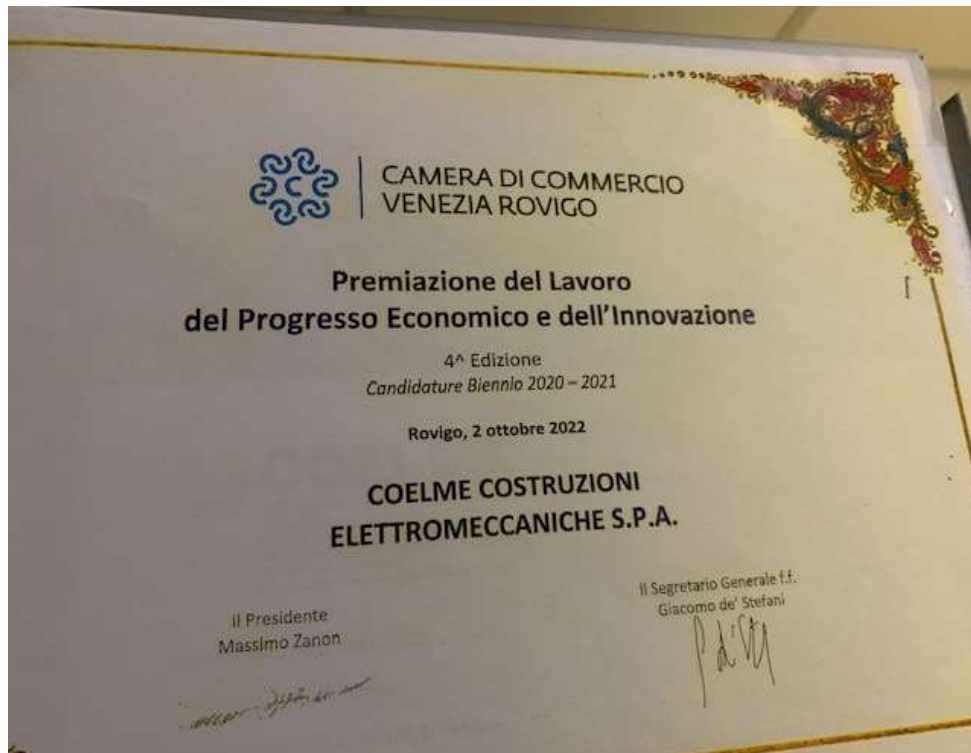 CAMERA DI COMMERCIO
VENEZIA ROVIGO
Premiazione del Lavoro
del Progresso Economico e dell'Innovazione
4^ Edizione
Candidature Biennio 2020 – 2021
Rovigo, 2 ottobre 2022
COELME COSTRUZIONI
ELETTROMECCANICHE S.P.A.
Il Presidente
Massimo Zanon
Il Segretario Generale f.f.
Giacomo de' Stefani